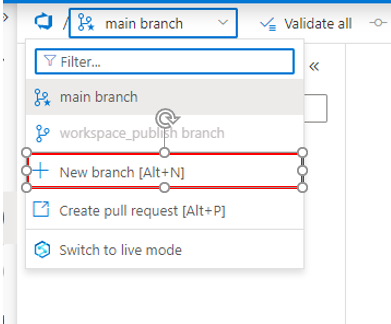 / main branch Validate all
Filter...
main branch
workspace_publish branch
New branch [Alt+N]
Create pull request [Alt+P]
Switch to live mode